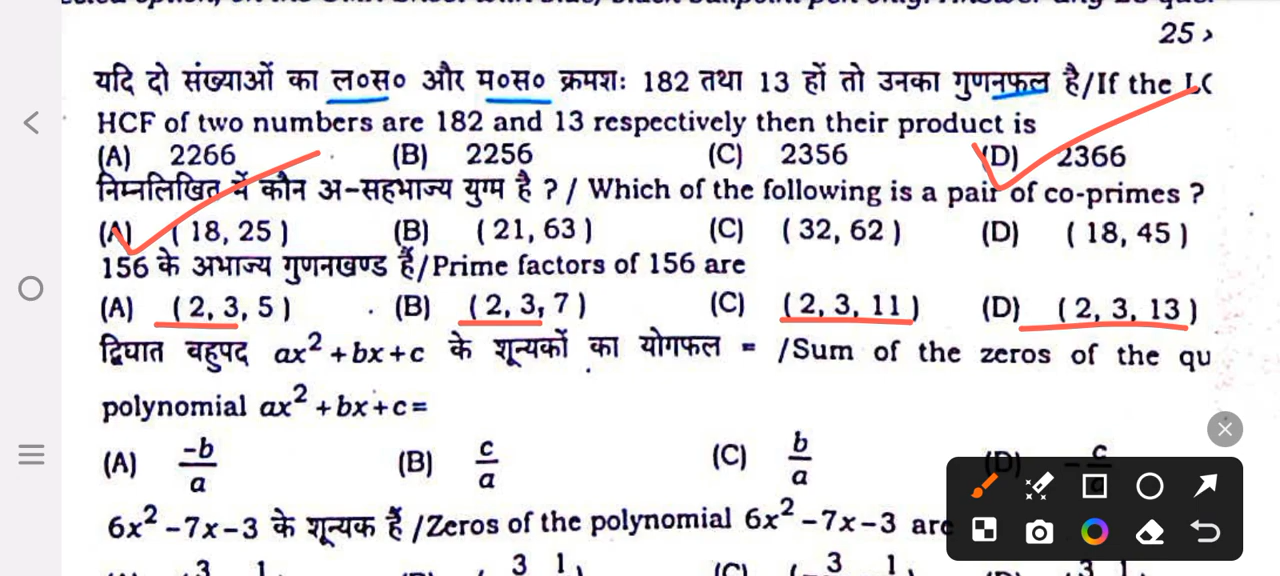 25
यदि दो संख्याओं का ल०स० और म०स० क्रमशः 182 तथा 13 हों तो उनका गुणनफल है/If the LC
HCF of two numbers are 182 and 13 respectively then their product is
(A) 2266 (B) 2256 (C) 2356 (D) 2366
निम्नलिखित में कौन अ-सहभाज्य युग्म है ? / Which of the following is a pair of co-primes ?
(A) (18, 25) (B) (21, 63) (C) (32, 62) (D) (18, 45)
156 के अभाज्य गुणनखण्ड हैं/Prime factors of 156 are
(A) (2, 3, 5) (B) (2, 3, 7) (C) (2, 3, 11) (D) (2, 3, 13)
द्विघात बहुपद ax² + bx + c के शून्यकों का योगफल = /Sum of the zeros of the qu
polynomial ax² + bx + c =
(A) -b/a (B) c/a (C) b/a (D) - c
6x² - 7x - 3 के शून्यक हैं /Zeros of the polynomial 6x² - 7x - 3 are